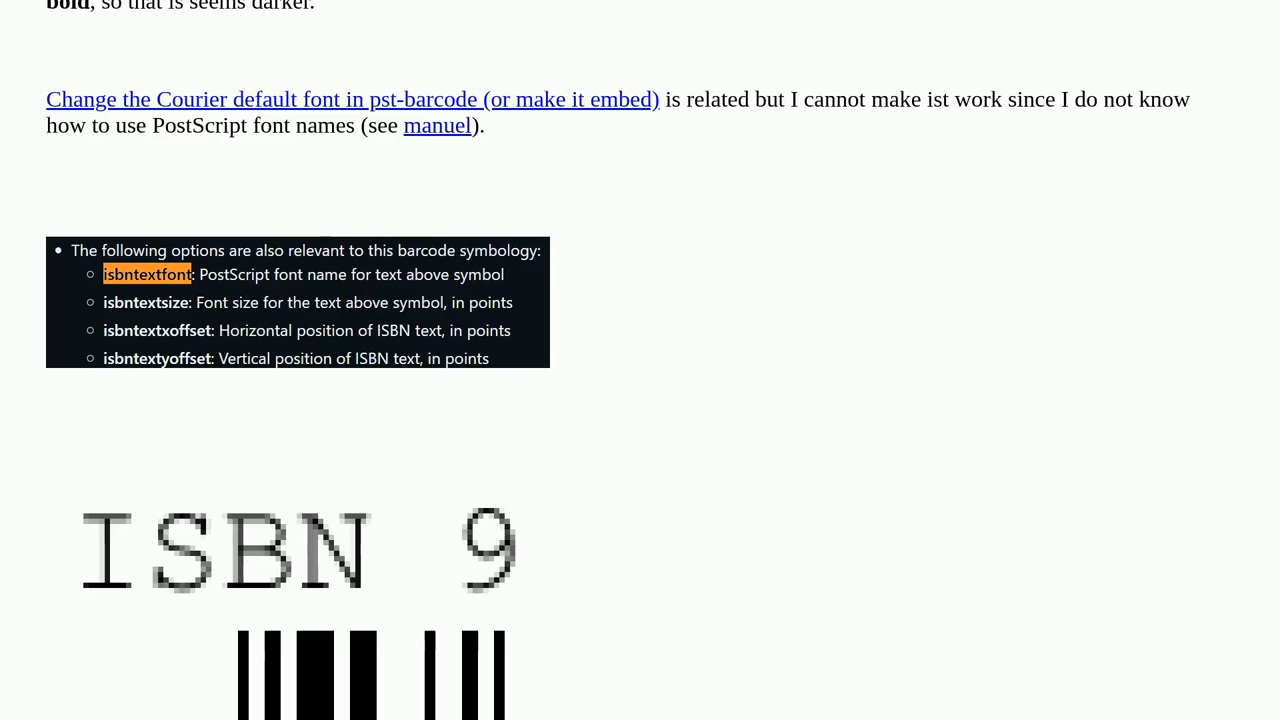 bold, so that is seems darker.
Change the Courier default font in pst-barcode (or make it embed) is related but I cannot make ist work since I do not know
how to use PostScript font names (see manuel).
• The following options are also relevant to this barcode symbology:
○ isbntextfont: PostScript font name for text above symbol
○ isbntextsize: Font size for the text above symbol, in points
○ isbntextxoffset: Horizontal position of ISBN text, in points
○ isbntextyoffset: Vertical position of ISBN text, in points
ISBN 9